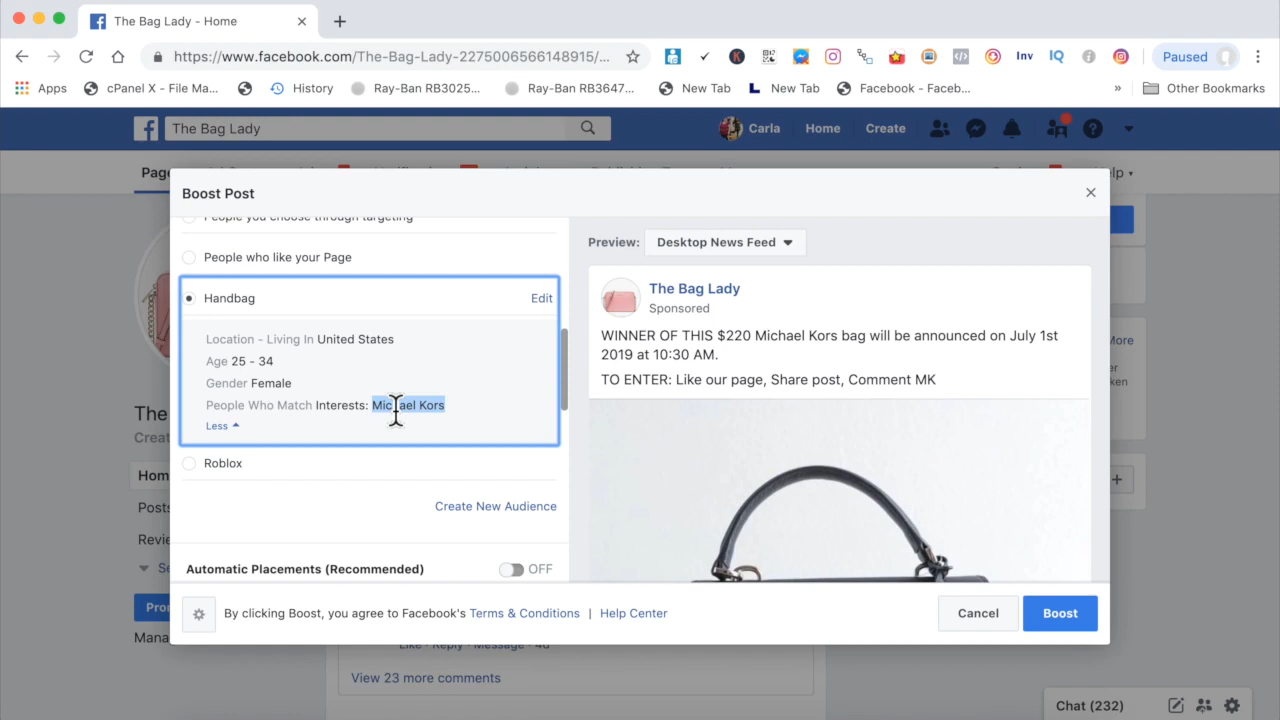 The Bag Lady - Home
https://www.facebook.com/The-Bag-Lady-2275006566148915/...
Inv
IQ
Paused
Apps
cPanel X - File Ma...
History
Ray-Ban RB3025...
Ray-Ban RB3647...
New Tab
New Tab
Facebook - Faceb...
»
Other Bookmarks
The Bag Lady
Carla
Home
Create
Boost Post
People you choose through targeting
People who like your Page
Handbag
Edit
Location - Living In United States
Age 25 - 34
Gender Female
People Who Match Interests: Michael Kors
Less
Roblox
Create New Audience
Automatic Placements (Recommended)
OFF
Preview:
Desktop News Feed
The Bag Lady
Sponsored
WINNER OF THIS $220 Michael Kors bag will be announced on July 1st
2019 at 10:30 AM.
TO ENTER: Like our page, Share post, Comment MK
By clicking Boost, you agree to Facebook's Terms & Conditions | Help Center
Cancel
Boost
The
Posts
Like · Reply · Message · 4d
View 23 more comments
Chat (232)